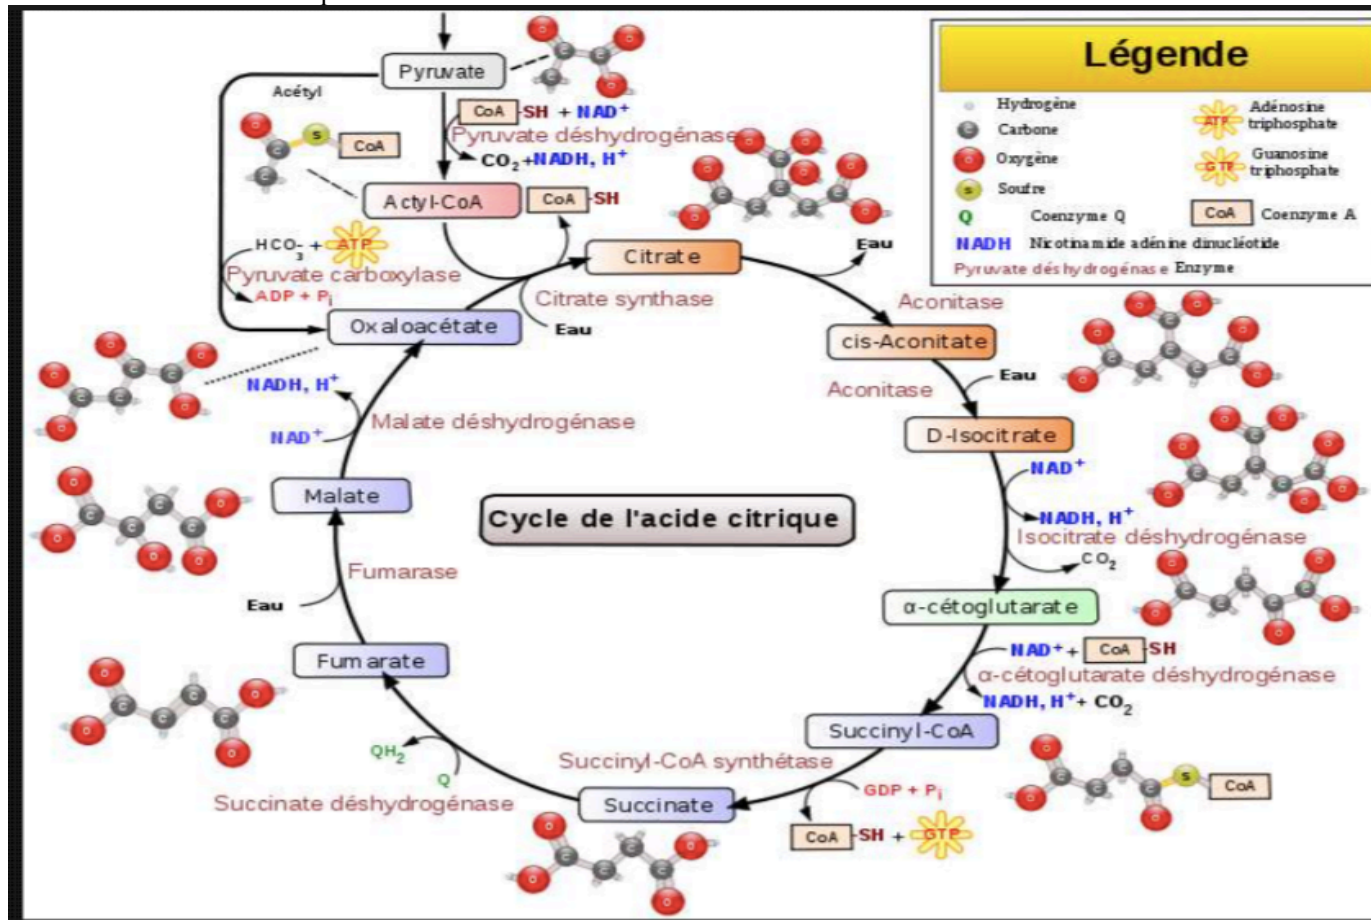 Pyruvate
Acétyl
CoA
CoA-SH + NAD⁺
Pyruvate déshydrogénase
CO₂+NADH, H⁺
Actyl-CoA
CoA-SH
HCO₃⁻ + ATP
Pyruvate carboxylase
ADP + Pi
Citrate
Eau
Citrate synthase
Eau
Oxaloacétate
Aconitase
cis-Aconitate
Aconitase
Eau
D-Isocitrate
NAD⁺
NADH, H⁺
Isocitrate déshydrogénase
CO₂
α-cétoglutarate
NAD⁺ + CoA-SH
α-cétoglutarate déshydrogénase
NADH, H⁺ + CO₂
Succinyl-CoA
CoA
Succinyl-CoA synthétase
GDP + Pi
CoA-SH + GTP
Succinate
QH₂
Q
Succinate déshydrogénase
Fumarate
Eau
Fumarase
Malate
NADH, H⁺
NAD⁺
Malate déshydrogénase
Cycle de l'acide citrique
Légende
Hydrogène
C Carbone
O Oxygène
S Soufre
Q Coenzyme Q
NADH Nicotinamide adénine dinucléotide
Pyruvate déshydrogénase Enzyme
ATP Adénosine
triphosphate
GTP Guanosine
triphosphate
CoA Coenzyme A